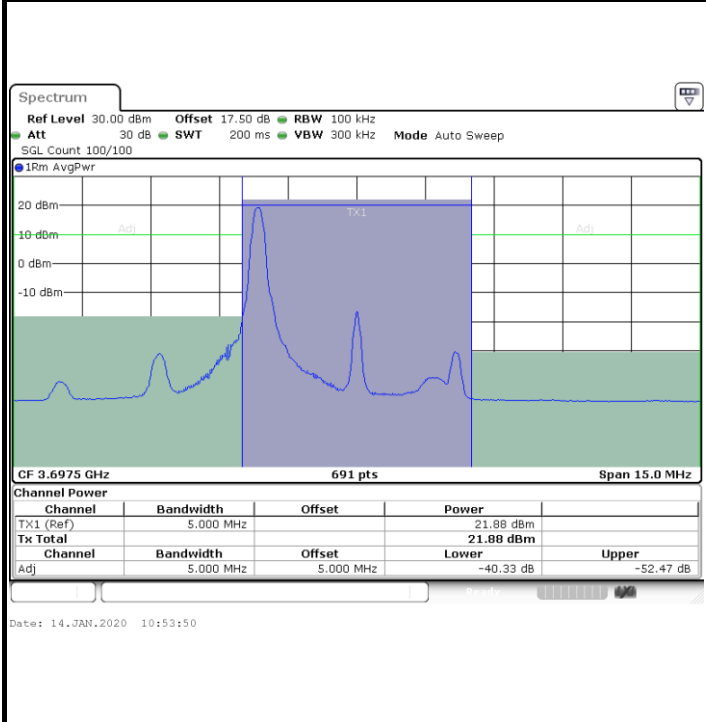 Spectrum
Ref Level 30.00 dBm Offset 17.50 dB RBW 100 kHz
Att 30 dB SWT 200 ms VBW 300 kHz Mode Auto Sweep
SGL Count 100/100
1Rm AvgPwr
20 dBm
TX1
10 dBm
Adj
Adj
0 dBm
-10 dBm
CF 3.6975 GHz 691 pts Span 15.0 MHz
Channel Power
Channel Bandwidth Offset Power
TX1 (Ref) 5.000 MHz 21.88 dBm
Tx Total 21.88 dBm
Channel Bandwidth Offset Lower Upper
Adj 5.000 MHz 5.000 MHz -40.33 dB -52.47 dB
Ready
Date: 14.JAN.2020 10:53:50